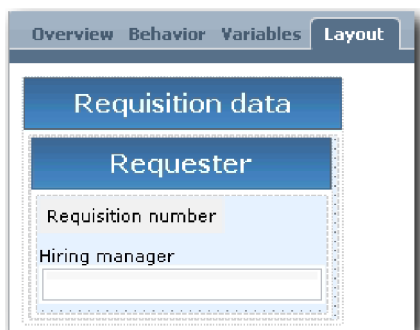 Overview Behavior Variables Layout
Requisition data
Requester
Requisition number
Hiring manager